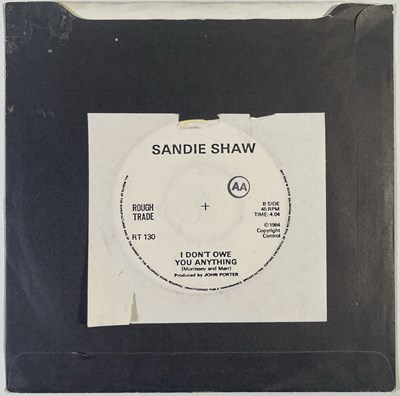 SANDIE SHAW
AA
ROUGH
TRADE
RT 130
B SIDE
45 RPM
TIME: 4.04
©1984
Copyright
Control
I DON'T OWE
YOU ANYTHING
(Morrissey and Marr)
Produced by JOHN PORTER